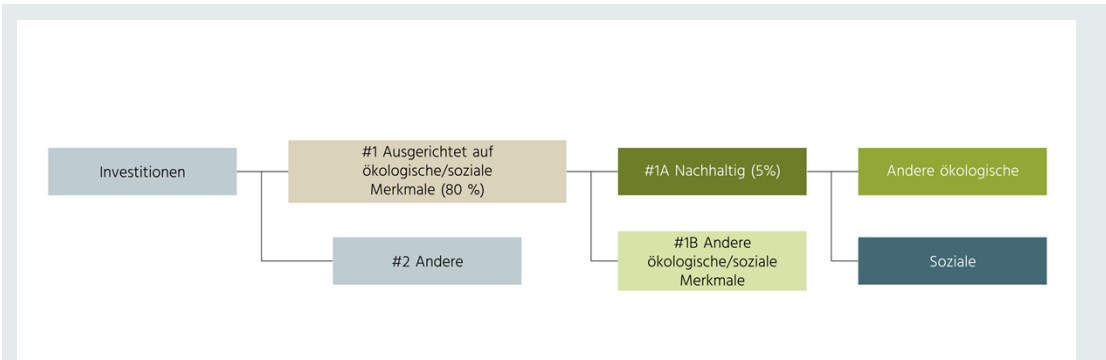 Investitionen
#1 Ausgerichtet auf
ökologische/soziale
Merkmale (80 %)
#1A Nachhaltig (5%)
Andere ökologische
#2 Andere
#1B Andere
ökologische/soziale
Merkmale
Soziale